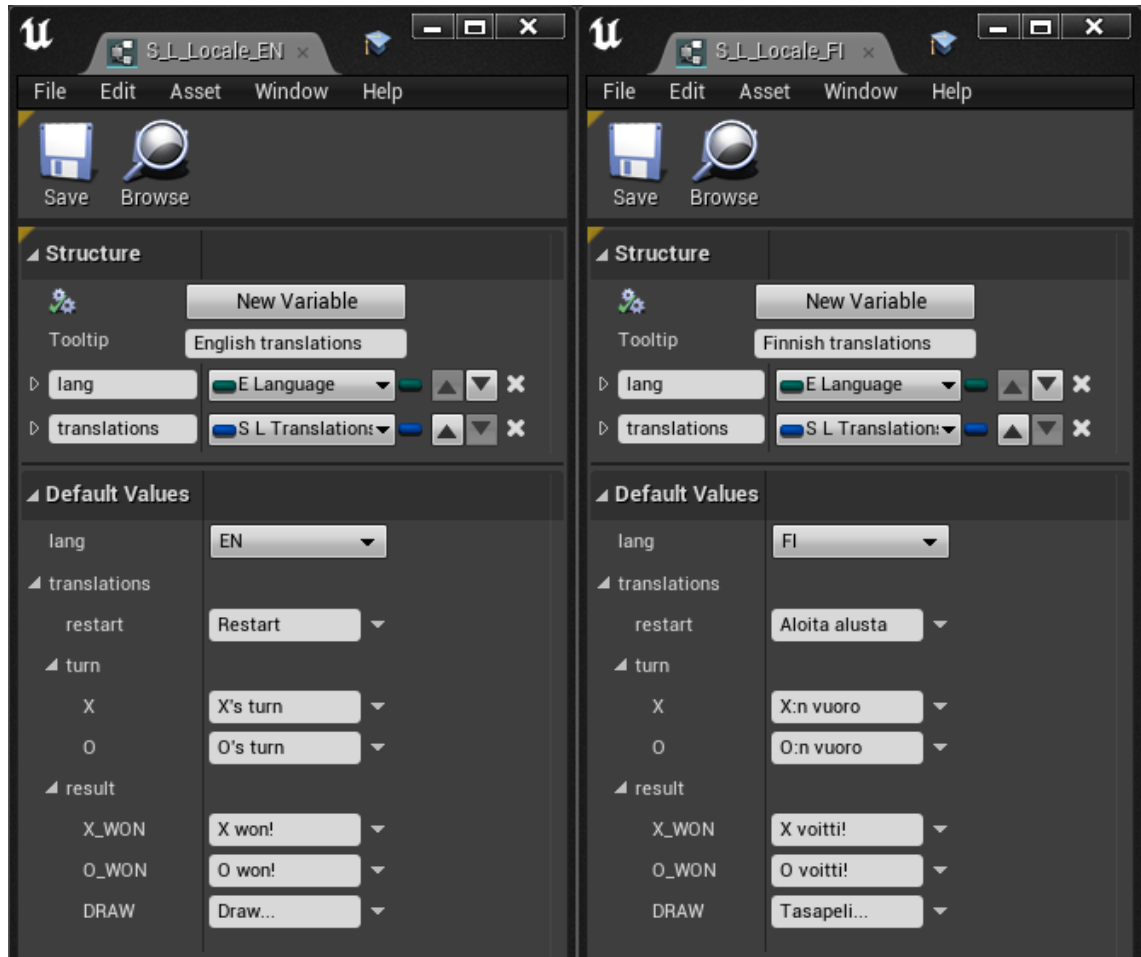 S_L_Locale_EN
File Edit Asset Window Help
Save Browse
Structure
New Variable
Tooltip English translations
lang E Language
translations S L Translations
Default Values
lang EN
translations
restart Restart
turn
X X's turn
O O's turn
result
X_WON X won!
O_WON O won!
DRAW Draw...
S_L_Locale_FI
File Edit Asset Window Help
Save Browse
Structure
New Variable
Tooltip Finnish translations
lang E Language
translations S L Translation
Default Values
lang FI
translations
restart Aloita alusta
turn
X X:n vuoro
O O:n vuoro
result
X_WON X voitti!
O_WON O voitti!
DRAW Tasapeli...